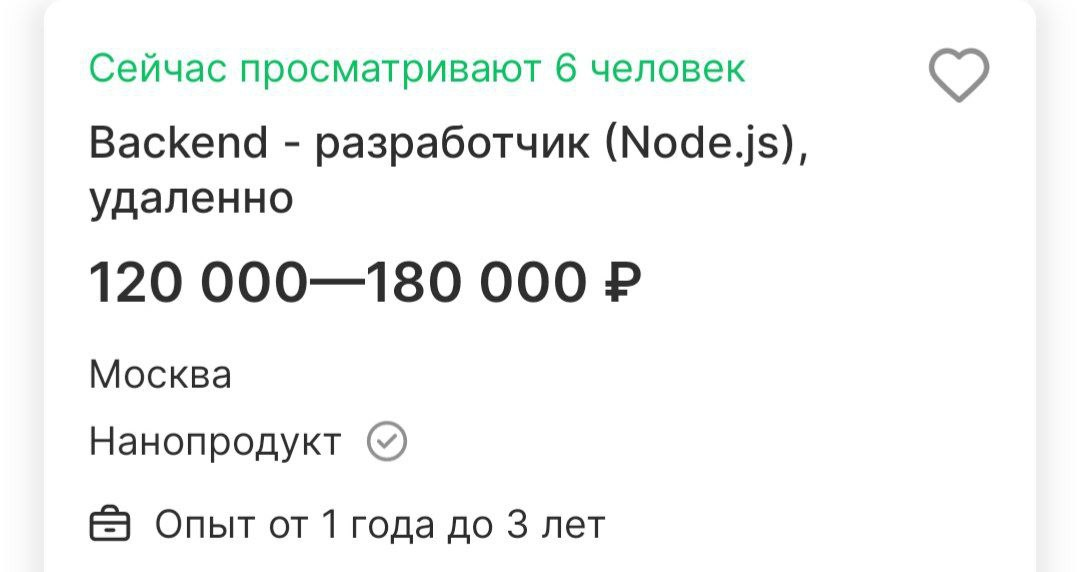 Сейчас просматривают 6 человек
Backend - разработчик (Node.js),
удаленно
120 000—180 000 ₽
Москва
Нанопродукт
Опыт от 1 года до 3 лет